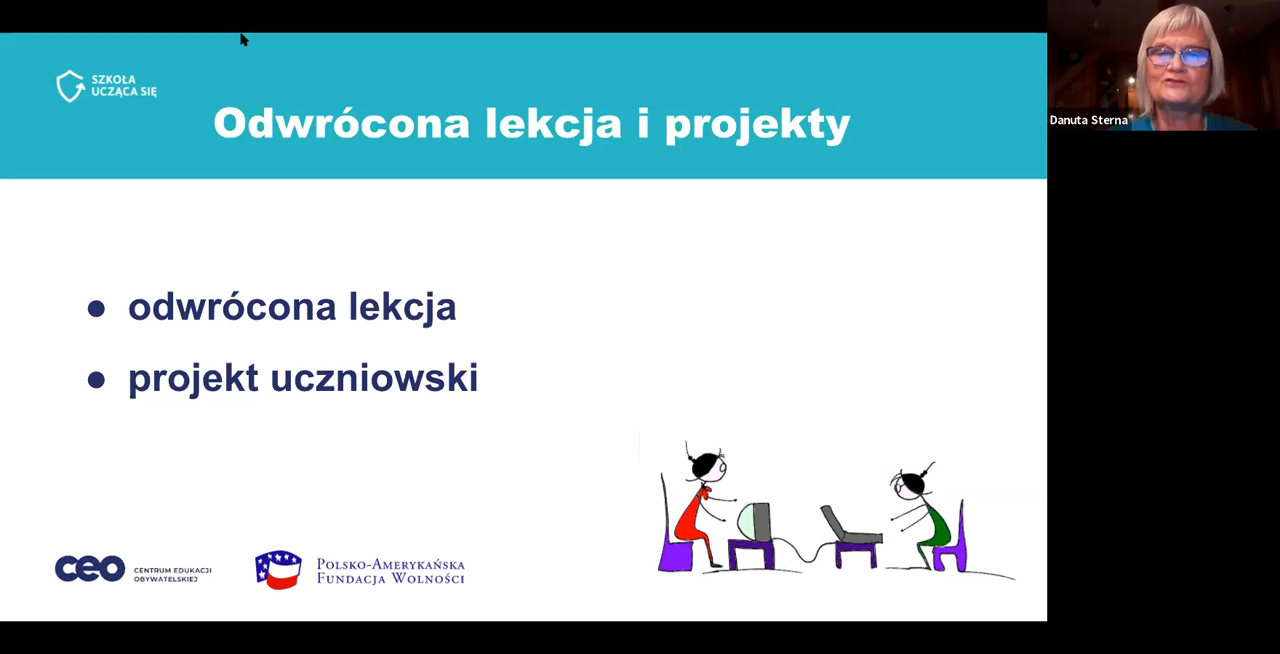 SZKOŁA
UCZĄCA SIĘ
Odwrócona lekcja i projekty
Danuta Sterna
● odwrócona lekcja
● projekt uczniowski
ceo
CENTRUM EDUKACJI
OBYWATELSKIEJ
POLSKO-AMERYKAŃSKA
FUNDACJA WOLNOŚCI